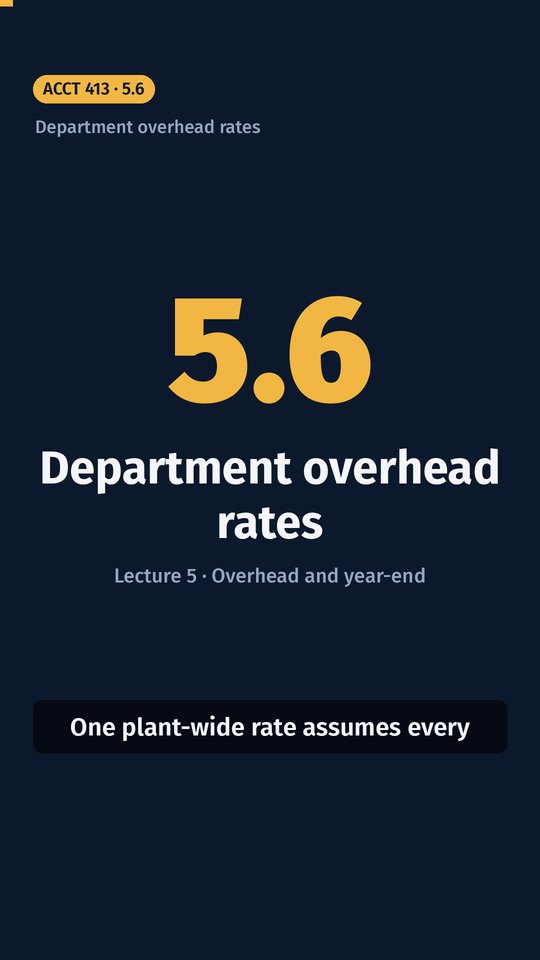 ACCT 413 · 5.6
Department overhead rates
5.6
Department overhead
rates
Lecture 5 · Overhead and year-end
One plant-wide rate assumes every